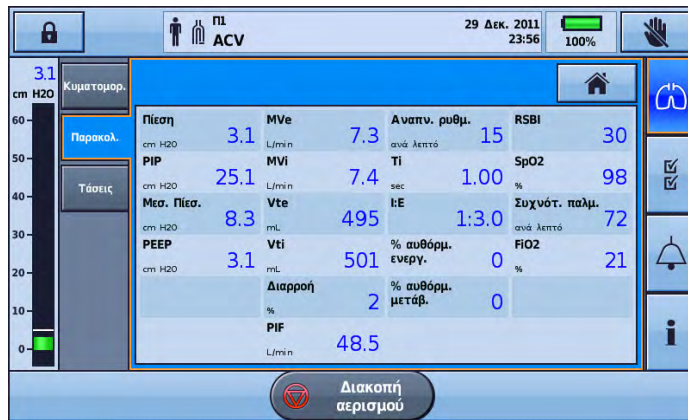 Π1
ACV
29 Δεκ. 2011
23:56
100%
3.1
cm H2O
60
50
40
30
20
10
0
Κυματομορ.
Παρακολ.
Τάσεις
Πίεση
cm H2O
3.1
MVe
L/min
7.3
Αναπν. ρυθμ.
ανά λεπτό
15
RSBI
30
PIP
cm H2O
25.1
MVi
L/min
7.4
Ti
sec
1.00
SpO2
%
98
Μεσ. Πίεσ.
cm H2O
8.3
Vte
mL
495
I:E
1:3.0
Συχνότ. παλμ.
ανά λεπτό
72
PEEP
cm H2O
3.1
Vti
mL
501
% αυθόρμ.
ενεργ.
0
FiO2
%
21
Διαρροή
%
2
% αυθόρμ.
μετάβ.
0
PIF
L/min
48.5
Διακοπή
αερισμού